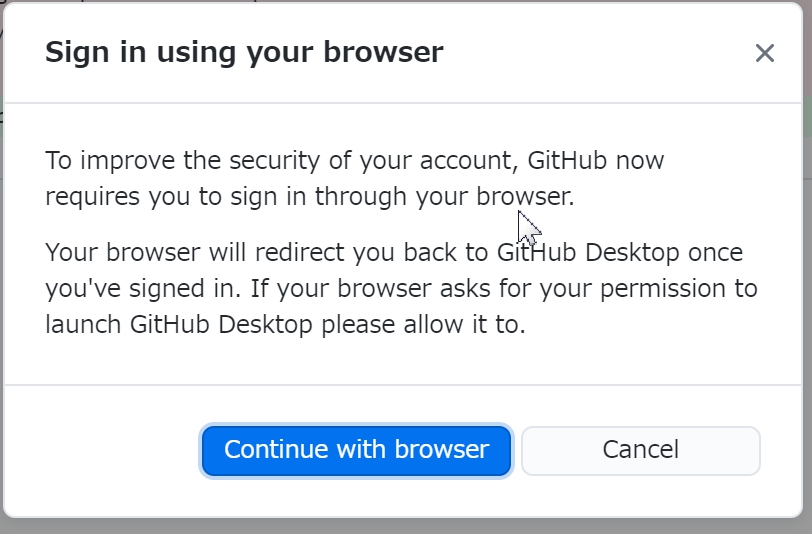 Sign in using your browser
To improve the security of your account, GitHub now
requires you to sign in through your browser.
Your browser will redirect you back to GitHub Desktop once
you've signed in. If your browser asks for your permission to
launch GitHub Desktop please allow it to.
Continue with browser
Cancel